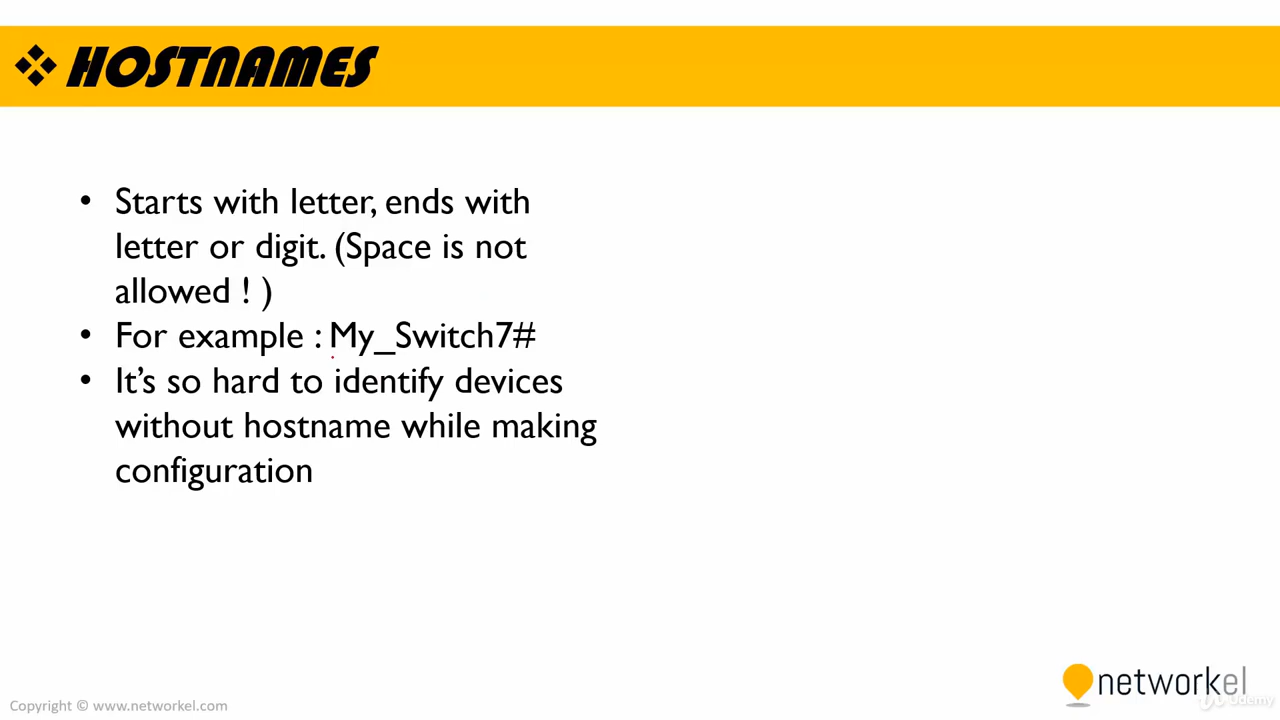 HOSTNAMES
• Starts with letter, ends with
letter or digit. (Space is not
allowed ! )
• For example : My_Switch7#
• It's so hard to identify devices
without hostname while making
configuration
networkel
Udemy
Copyright © www.networkel.com